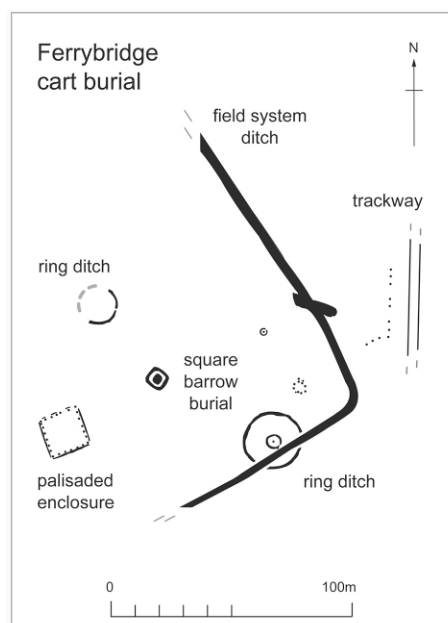 Ferrybridge
cart burial
N
field system
ditch
trackway
ring ditch
square
barrow
burial
palisaded
enclosure
ring ditch
0
100m